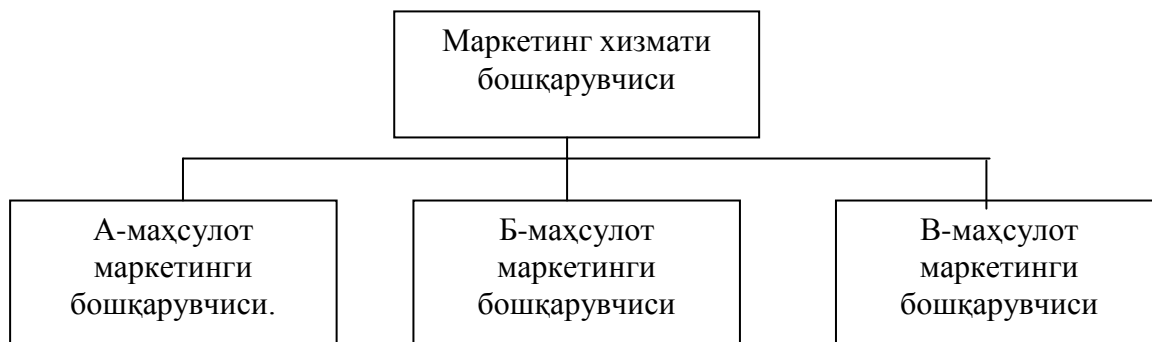 Маркетинг хизмати
бошқарувчиси
А-маҳсулот
маркетинги
бошқарувчиси.
Б-маҳсулот
маркетинги
бошқарувчиси
В-маҳсулот
маркетинги
бошқарувчиси